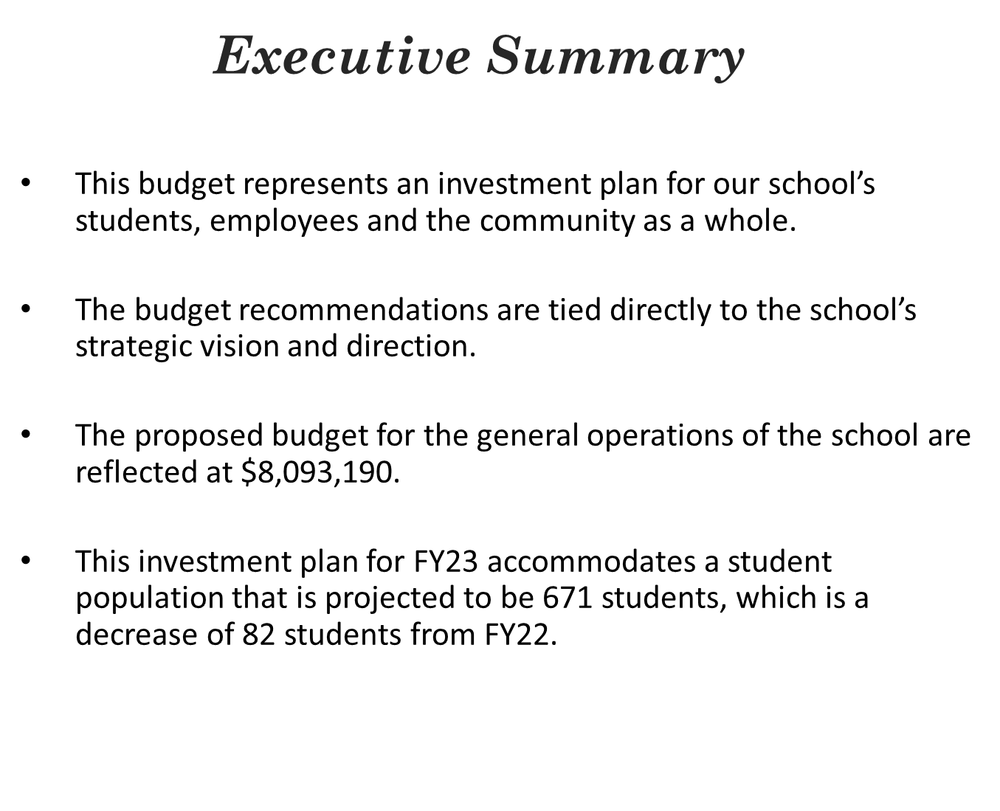 Executive Summary
• This budget represents an investment plan for our school’s
students, employees and the community as a whole.
• The budget recommendations are tied directly to the school’s
strategic vision and direction.
• The proposed budget for the general operations of the school are
reflected at $8,093,190.
• This investment plan for FY23 accommodates a student
population that is projected to be 671 students, which is a
decrease of 82 students from FY22.